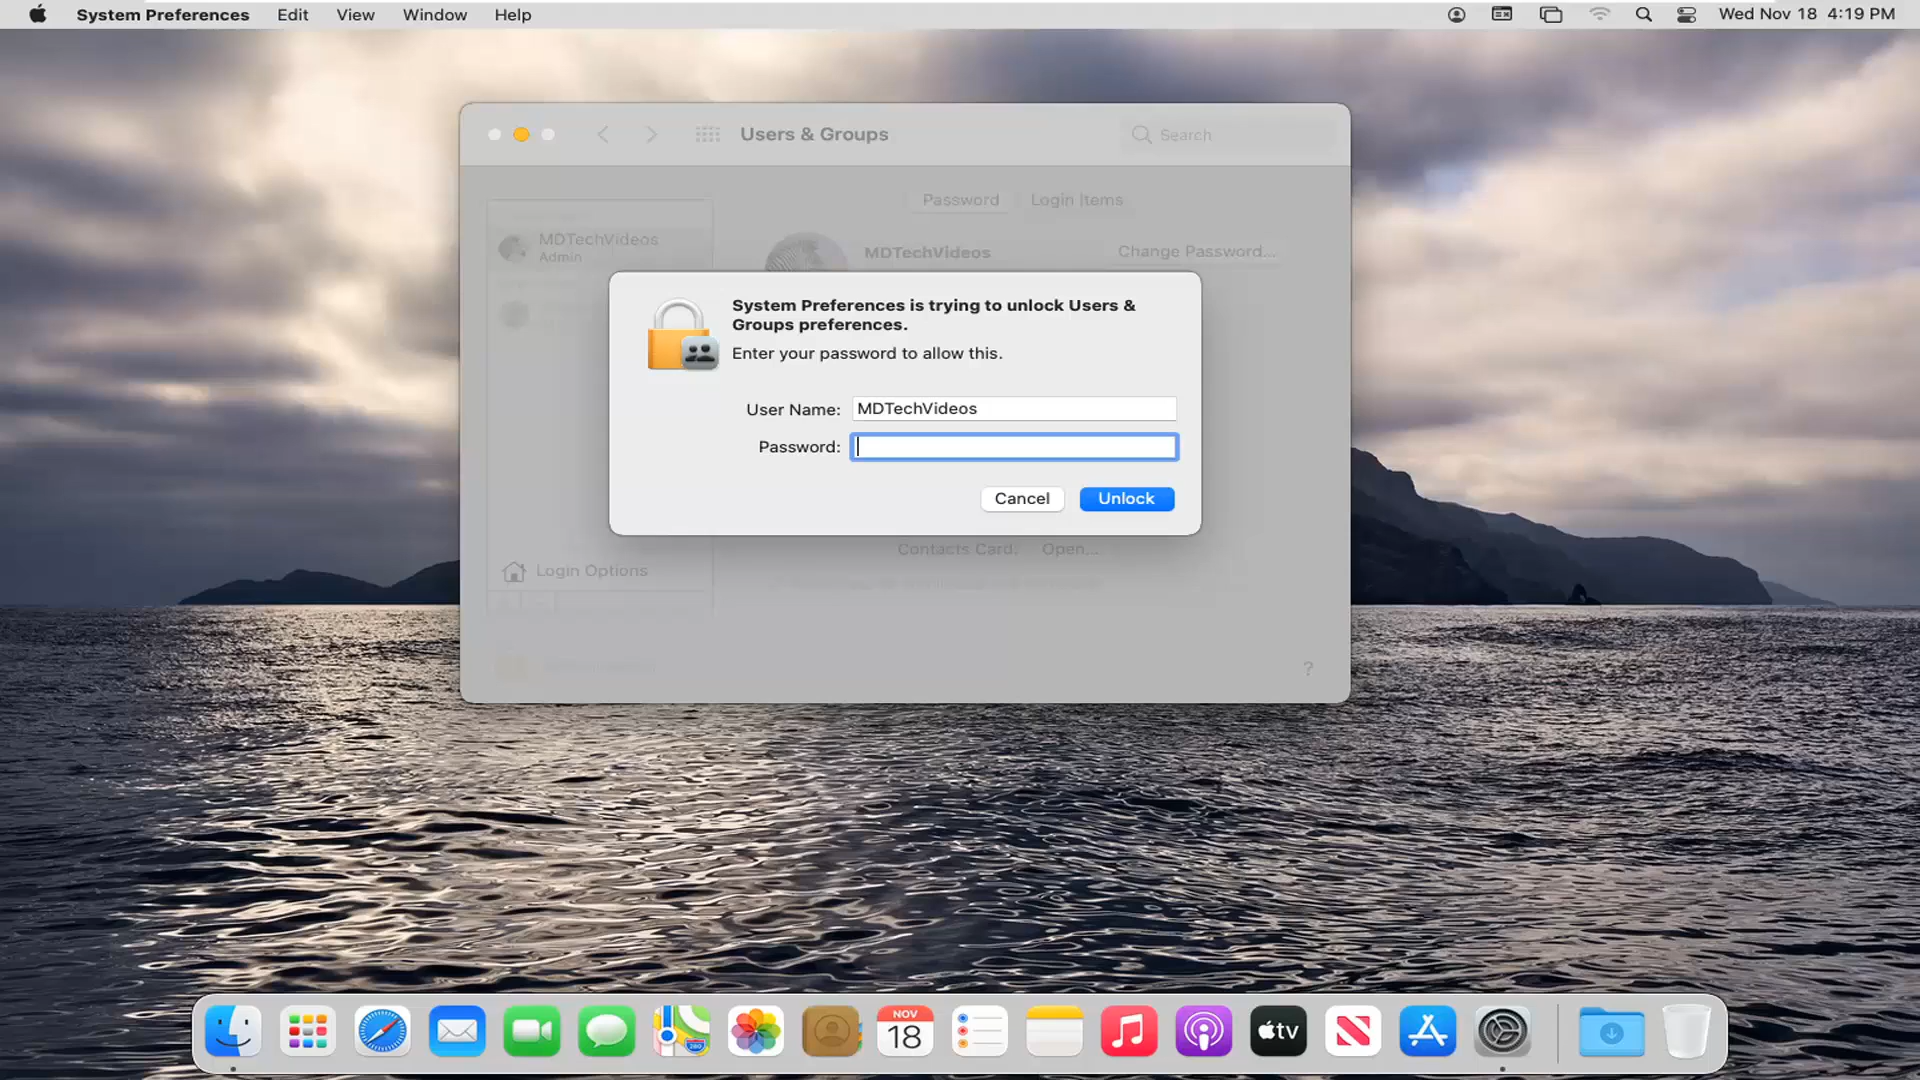 System Preferences Edit View Window Help Wed Nov 18 4:19 PM
Users & Groups
Search
Password Login Items
MDTechVideos
Admin
MDTechVideos
Change Password...
System Preferences is trying to unlock Users &
Groups preferences.
Enter your password to allow this.
User Name: MDTechVideos
Password:
Cancel Unlock
Contacts Card: Open...
Login Options
?
NOV
18
280
tv